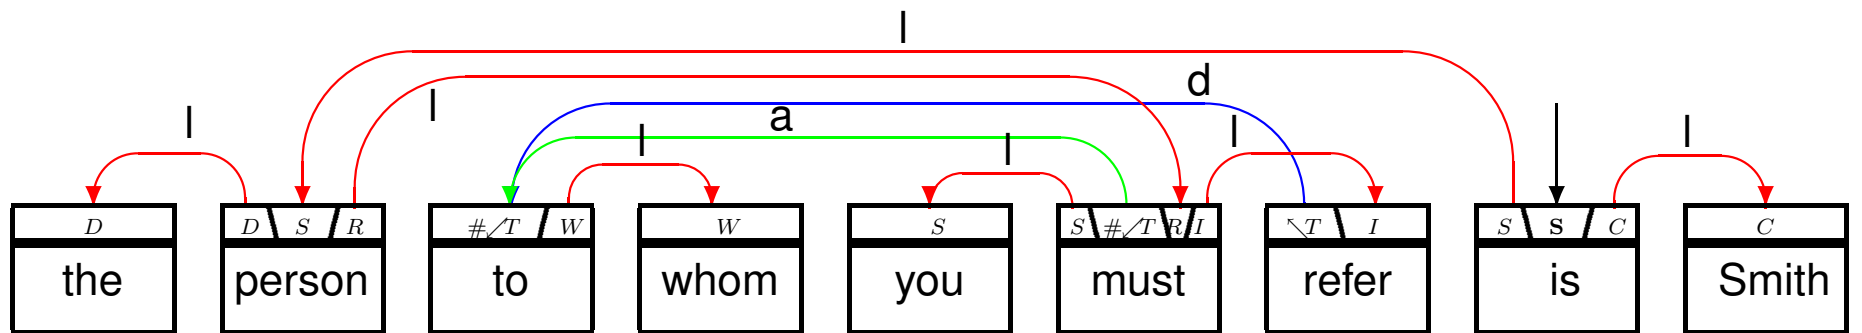 l
d
l l a l l l l
D D S R #↙T W W S S #↙T R I ↖T I S S C C
the person to whom you must refer is Smith